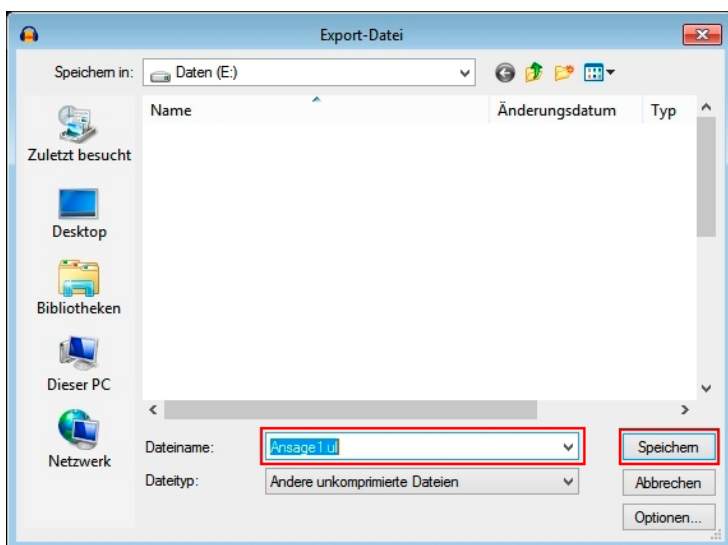 Export-Datei
Speichern in: Daten (E:)
Name Änderungsdatum Typ
Zuletzt besucht
Desktop
Bibliotheken
Dieser PC
Netzwerk
Dateiname: Ansage1.ul Speichern
Dateityp: Andere unkomprimierte Dateien Abbrechen
Optionen...